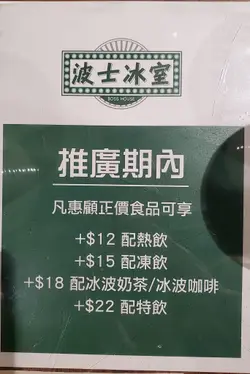 波士冰室
BOSS HOUSE
推廣期內
凡惠顧正價食品可享
+$12 配熱飲
+$15 配凍飲
+$18 配冰波奶茶/冰波咖啡
+$22 配特飲